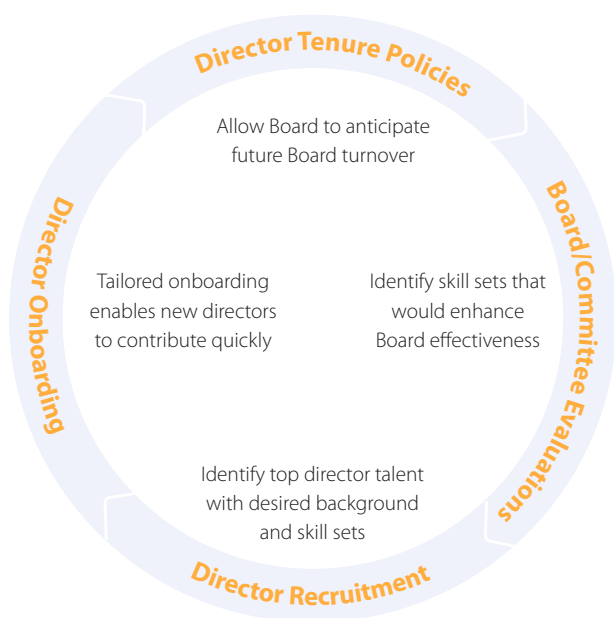 Director Tenure Policies
Allow Board to anticipate
future Board turnover
Board/Committee Evaluations
Identify skill sets that
would enhance
Board effectiveness
Director Recruitment
Identify top director talent
with desired background
and skill sets
Director Onboarding
Tailored onboarding
enables new directors
to contribute quickly